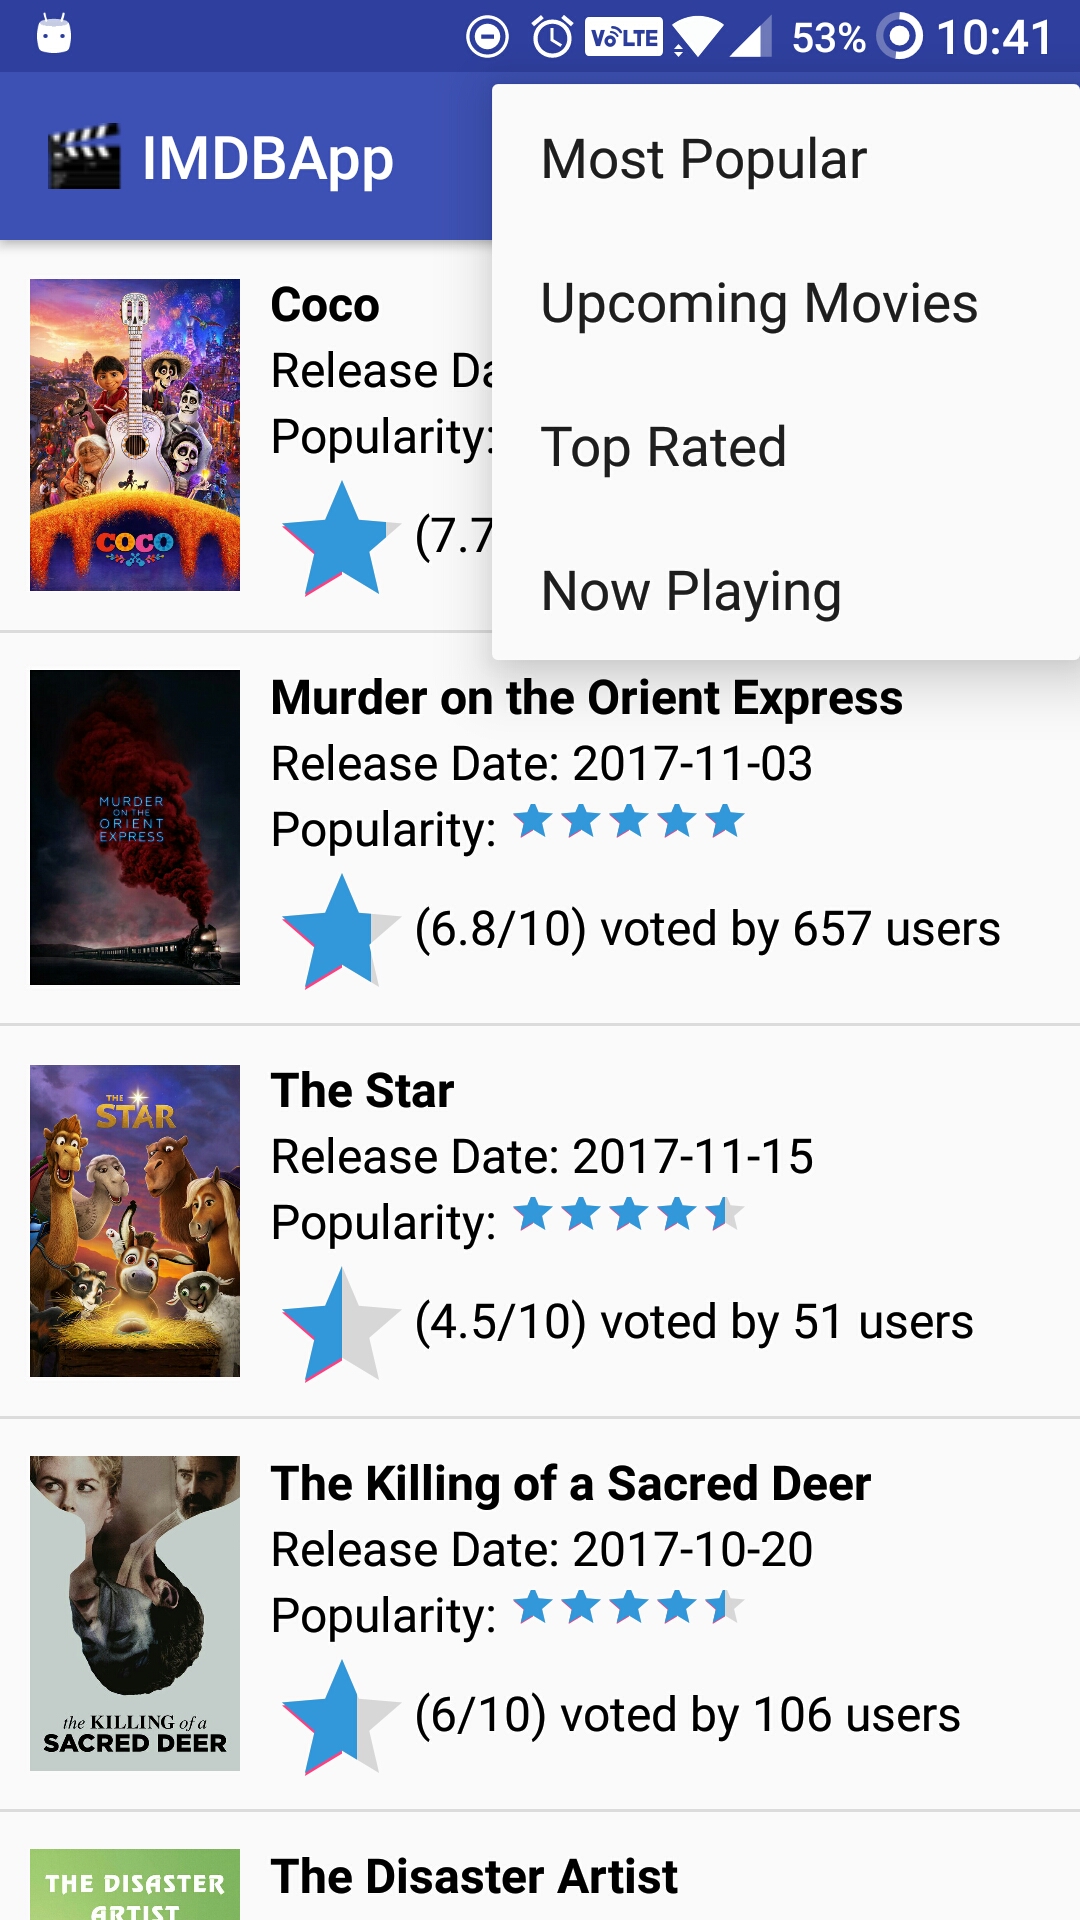 VoLTE 53% 10:41
IMDBApp
Most Popular
Upcoming Movies
Top Rated
Now Playing
Coco
Release Da
Popularity:
(7.7
COCO
Murder on the Orient Express
Release Date: 2017-11-03
Popularity:
(6.8/10) voted by 657 users
MURDER
ON THE
ORIENT
EXPRESS
The Star
Release Date: 2017-11-15
Popularity:
(4.5/10) voted by 51 users
THE
STAR
The Killing of a Sacred Deer
Release Date: 2017-10-20
Popularity:
(6/10) voted by 106 users
the KILLING of a
SACRED DEER
The Disaster Artist
THE DISASTER
ARTIST